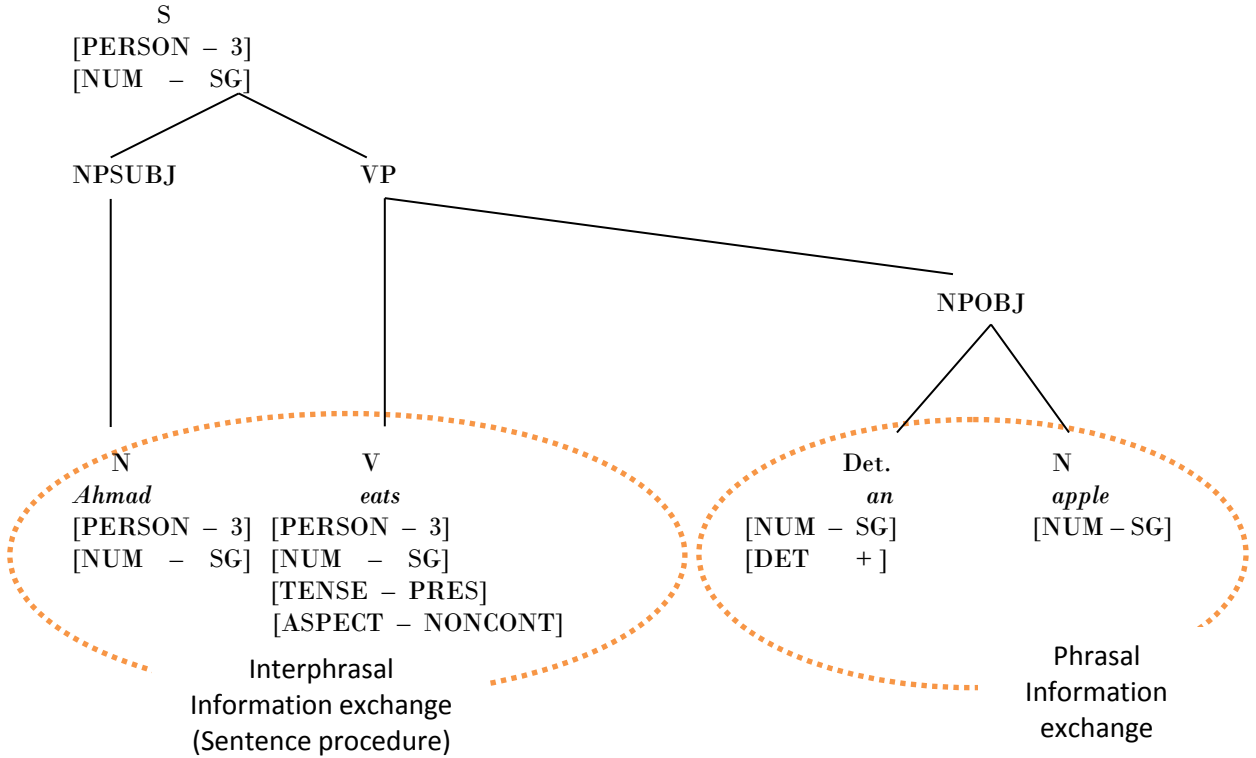 S
[PERSON – 3]
[NUM – SG]
NPSUBJ VP
NPOBJ
N V Det. N
Ahmad eats an apple
[PERSON – 3] [PERSON – 3] [NUM – SG] [NUM – SG]
[NUM – SG] [NUM – SG] [DET + ]
[TENSE – PRES]
[ASPECT – NONCONT]
Interphrasal
Information exchange
(Sentence procedure)
Phrasal
Information
exchange